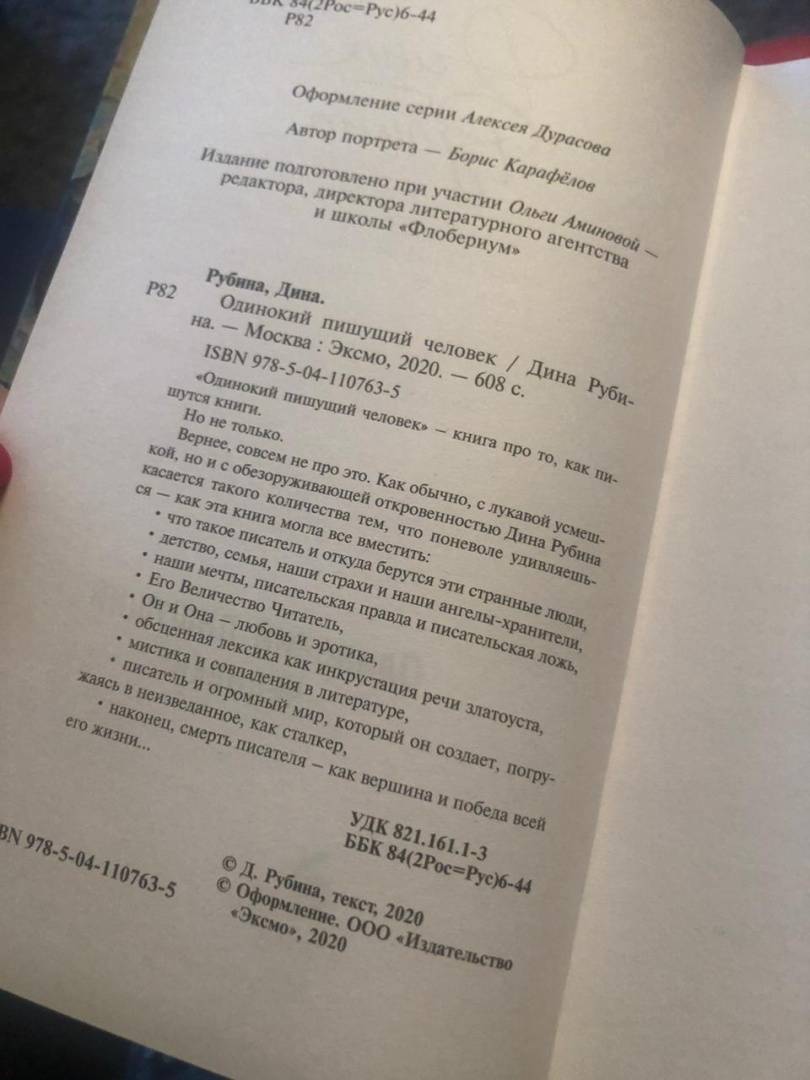 ББК 84(2Рос=Рус)6-44
Р82
Оформление серии Алексея Дурасова
Автор портрета — Борис Карафёлов
Издание подготовлено при участии Ольги Аминовой —
редактора, директора литературного агентства
и школы «Флобериум»
Рубина, Дина.
Р82 Одинокий пишущий человек / Дина Руби-
на. — Москва : Эксмо, 2020. — 608 с.
ISBN 978-5-04-110763-5
«Одинокий пишущий человек» — книга про то, как пи-
шутся книги.
Но не только.
Вернее, совсем не про это. Как обычно, с лукавой усмеш-
кой, но и с обезоруживающей откровенностью Дина Рубина
касается такого количества тем, что поневоле удивляешь-
ся — как эта книга могла все вместить:
• что такое писатель и откуда берутся эти странные люди,
• детство, семья, наши страхи и наши ангелы-хранители,
• наши мечты, писательская правда и писательская ложь,
• Его Величество Читатель,
• Он и Она — любовь и эротика,
• обсценная лексика как инкрустация речи златоуста,
• мистика и совпадения в литературе,
• писатель и огромный мир, который он создает, погру-
жаясь в неизведанное, как сталкер,
• наконец, смерть писателя — как вершина и победа всей
его жизни...
УДК 821.161.1-3
ББК 84(2Рос=Рус)6-44
© Д. Рубина, текст, 2020
© Оформление. ООО «Издательство
«Эксмо», 2020
BN 978-5-04-110763-5